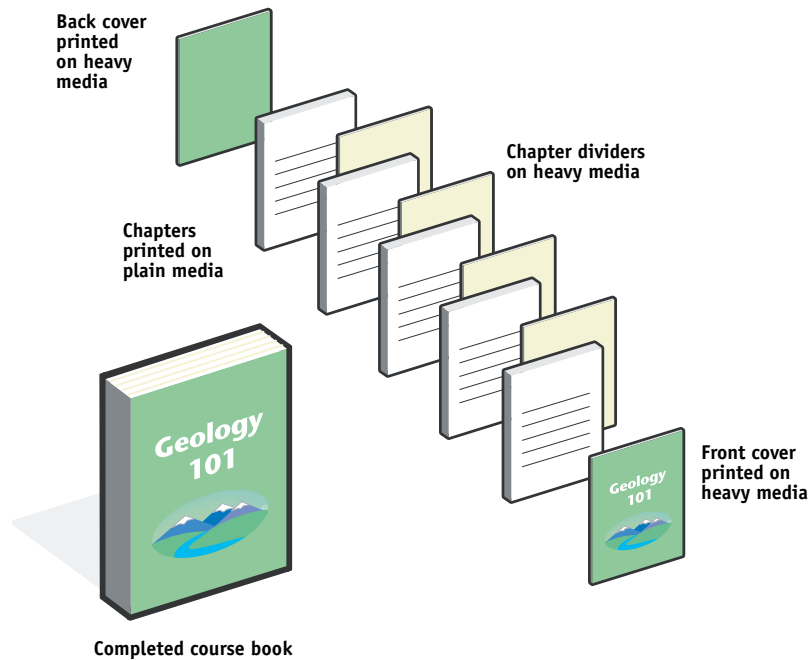 Back cover
printed
on heavy
media
Chapter dividers
on heavy media
Chapters
printed on
plain media
Geology
101
Front cover
printed on
heavy media
Geology
101
Completed course book